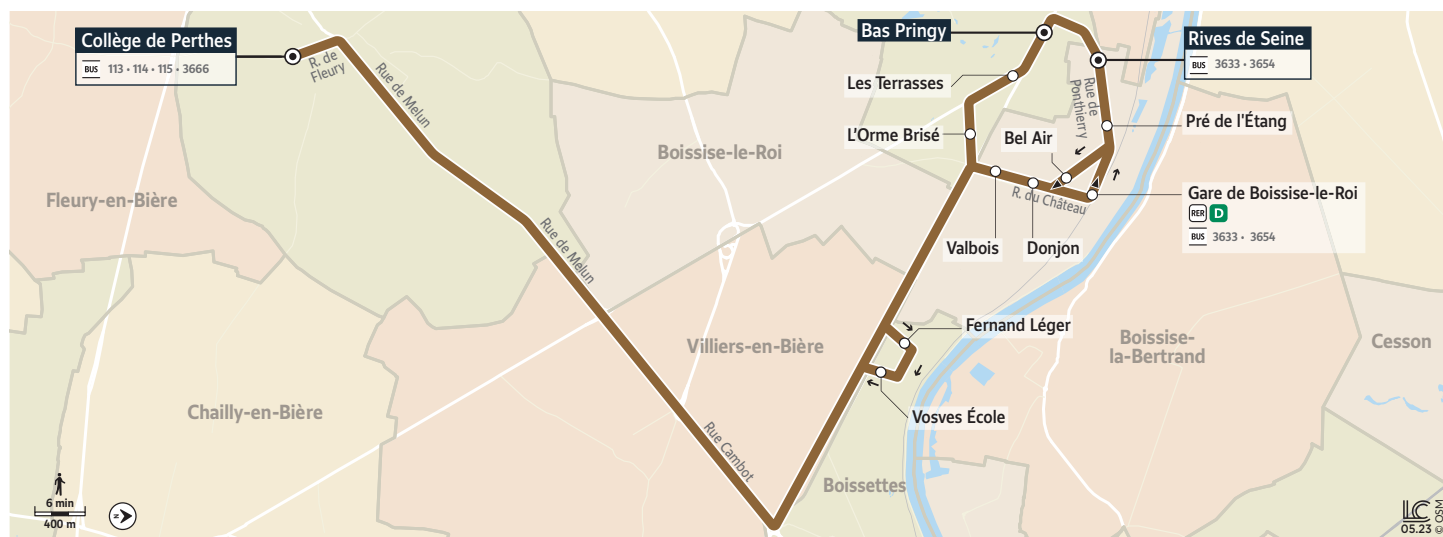 Collège de Perthes
BUS 113 • 114 • 115 • 3666
R. de
Fleury
Rue de Melun
Bas Pringy
Rives de Seine
BUS 3633 • 3654
Les Terrasses
Rue de
Ponthierry
L'Orme Brisé
Bel Air
Pré de l'Étang
Boissise-le-Roi
Fleury-en-Bière
R. du Château
Gare de Boissise-le-Roi
RER D
BUS 3633 • 3654
Valbois
Donjon
Rue de Melun
Fernand Léger
Villiers-en-Bière
Boissise-
la-Bertrand
Cesson
Chailly-en-Bière
Vosves École
Rue Cambot
Boissettes
6 min
400 m
N
LC
05.23 © OSM